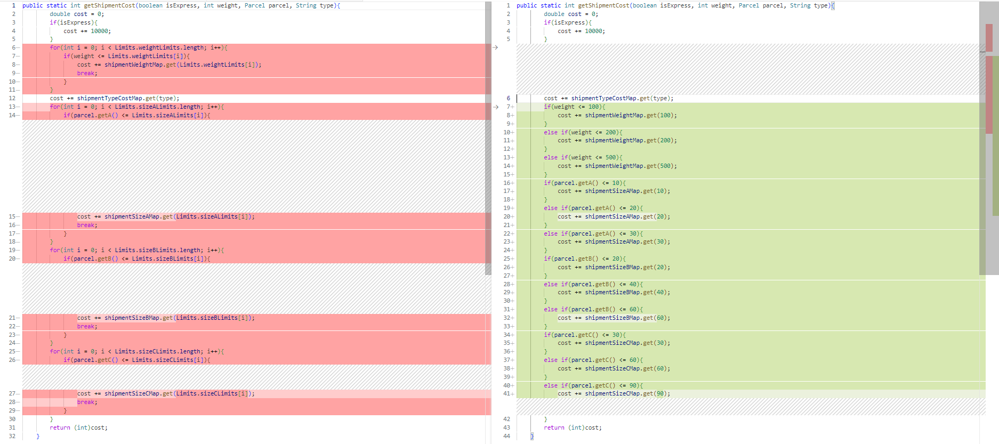 1 public static int getShipmentCost(boolean isExpress, int weight, Parcel parcel, String type){
2 double cost = 0;
3 if(isExpress){
4 cost += 10000;
5 }
6− for(int i = 0; i < Limits.weightLimits.length; i++){
7− if(weight <= Limits.weightLimits[i]){
8− cost += shipmentWeightMap.get(Limits.weightLimits[i]);
9− break;
10− }
11− }
12 cost += shipmentTypeCostMap.get(type);
13− for(int i = 0; i < Limits.sizeALimits.length; i++){
14− if(parcel.getA() <= Limits.sizeALimits[i]){
15− cost += shipmentSizeAMap.get(Limits.sizeALimits[i]);
16− break;
17− }
18− }
19− for(int i = 0; i < Limits.sizeBLimits.length; i++){
20− if(parcel.getB() <= Limits.sizeBLimits[i]){
21− cost += shipmentSizeBMap.get(Limits.sizeBLimits[i]);
22− break;
23− }
24− }
25− for(int i = 0; i < Limits.sizeCLimits.length; i++){
26− if(parcel.getC() <= Limits.sizeCLimits[i]){
27− cost += shipmentSizeCMap.get(Limits.sizeCLimits[i]);
28− break;
29− }
30 }
31 return (int)cost;
32 }
1 public static int getShipmentCost(boolean isExpress, int weight, Parcel parcel, String type){
2 double cost = 0;
3 if(isExpress){
4 cost += 10000;
5 }
6 cost += shipmentTypeCostMap.get(type);
7+ if(weight <= 100){
8+ cost += shipmentWeightMap.get(100);
9+ }
10+ else if(weight <= 200){
11+ cost += shipmentWeightMap.get(200);
12+ }
13+ else if(weight <= 500){
14+ cost += shipmentWeightMap.get(500);
15+ }
16+ if(parcel.getA() <= 10){
17+ cost += shipmentSizeAMap.get(10);
18+ }
19+ else if(parcel.getA() <= 20){
20+ cost += shipmentSizeAMap.get(20);
21+ }
22+ else if(parcel.getA() <= 30){
23+ cost += shipmentSizeAMap.get(30);
24+ }
25+ if(parcel.getB() <= 20){
26+ cost += shipmentSizeBMap.get(20);
27+ }
28+ else if(parcel.getB() <= 40){
29+ cost += shipmentSizeBMap.get(40);
30+ }
31+ else if(parcel.getB() <= 60){
32+ cost += shipmentSizeBMap.get(60);
33+ }
34+ if(parcel.getC() <= 30){
35+ cost += shipmentSizeCMap.get(30);
36+ }
37+ else if(parcel.getC() <= 60){
38+ cost += shipmentSizeCMap.get(60);
39+ }
40+ else if(parcel.getC() <= 90){
41+ cost += shipmentSizeCMap.get(90);
42 }
43 return (int)cost;
44 }